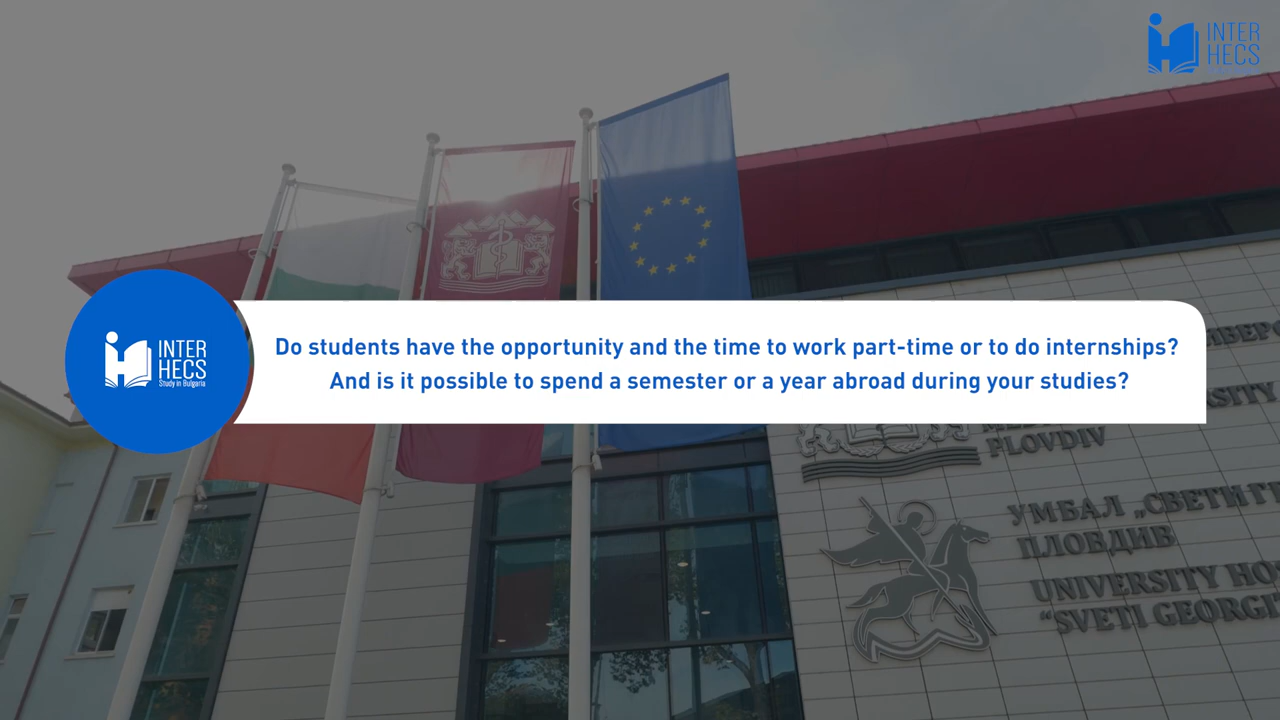 INTER
HECS
Do students have the opportunity and the time to work part-time or to do internships?
And is it possible to spend a semester or a year abroad during your studies?
INTER
HECS
Study in Bulgaria
PLOVDIV
УМБАЛ „СВЕТИ
ПЛОВДИВ
UNIVERSITY
"SVETI